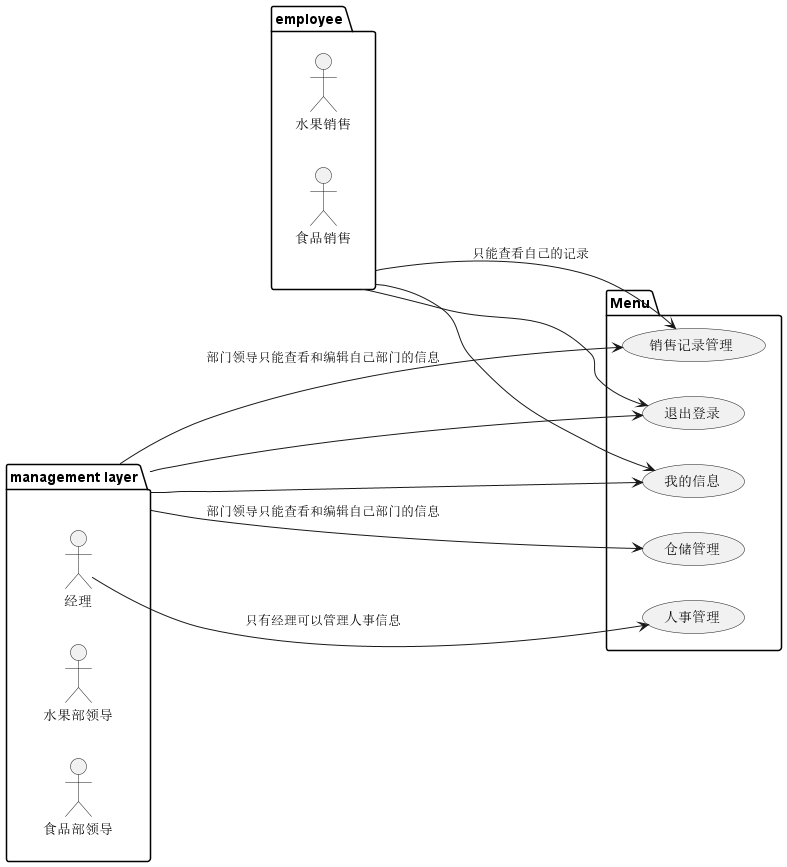 employee
水果销售
食品销售
只能查看自己的记录
Menu
销售记录管理
部门领导只能查看和编辑自己部门的信息
退出登录
management layer
我的信息
部门领导只能查看和编辑自己部门的信息
仓储管理
经理
只有经理可以管理人事信息
人事管理
水果部领导
食品部领导